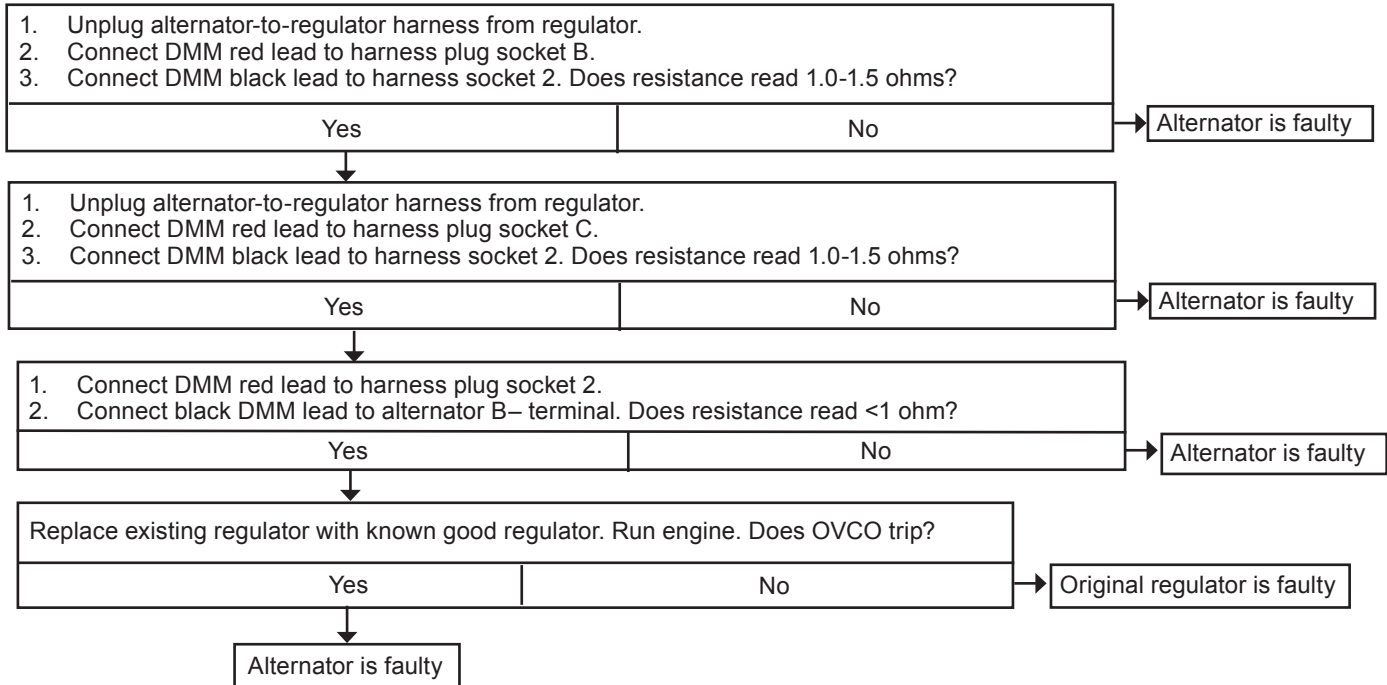 1. Unplug alternator-to-regulator harness from regulator.
2. Connect DMM red lead to harness plug socket B.
3. Connect DMM black lead to harness socket 2. Does resistance read 1.0-1.5 ohms?
Yes No
Alternator is faulty
1. Unplug alternator-to-regulator harness from regulator.
2. Connect DMM red lead to harness plug socket C.
3. Connect DMM black lead to harness socket 2. Does resistance read 1.0-1.5 ohms?
Yes No
Alternator is faulty
1. Connect DMM red lead to harness plug socket 2.
2. Connect black DMM lead to alternator B– terminal. Does resistance read <1 ohm?
Yes No
Alternator is faulty
Replace existing regulator with known good regulator. Run engine. Does OVCO trip?
Yes No
Original regulator is faulty
Alternator is faulty